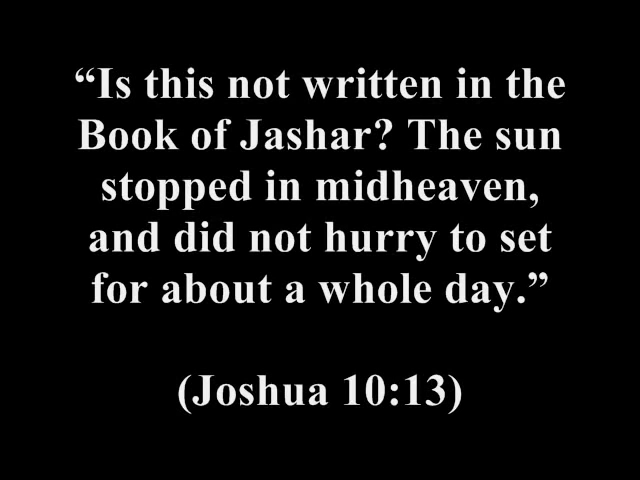 “Is this not written in the
Book of Jashar? The sun
stopped in midheaven,
and did not hurry to set
for about a whole day.”
(Joshua 10:13)